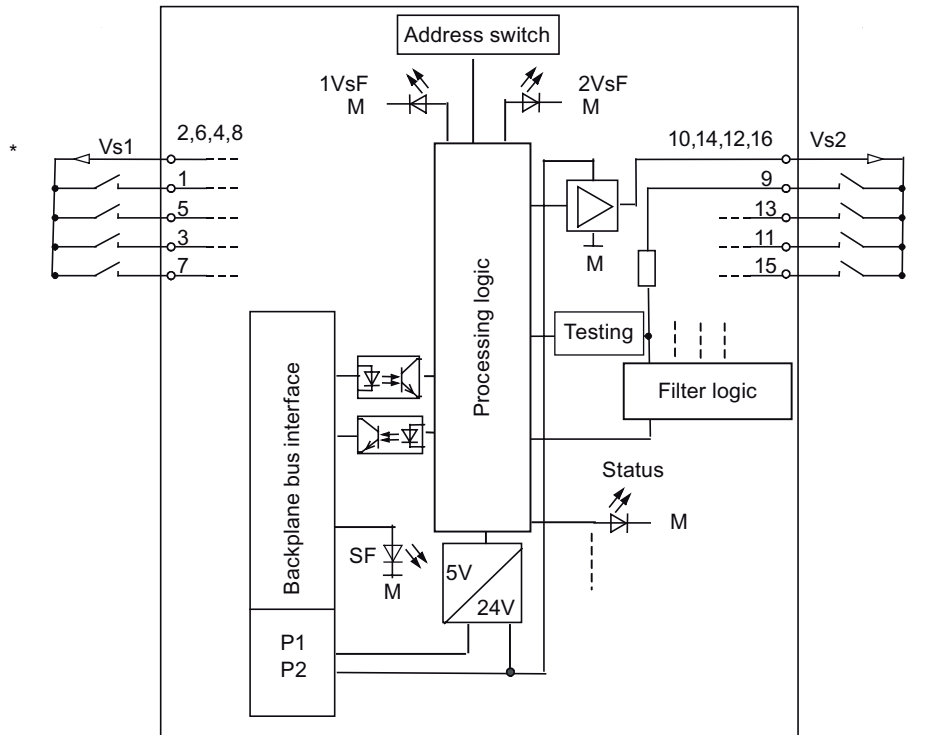 Address switch
1VsF
M
2VsF
M
*
Vs1
2,6,4,8
10,14,12,16
Vs2
1
9
5
13
3
11
7
15
M
Processing logic
Testing
Filter logic
Backplane bus interface
Status
M
SF
M
5V
24V
P1
P2